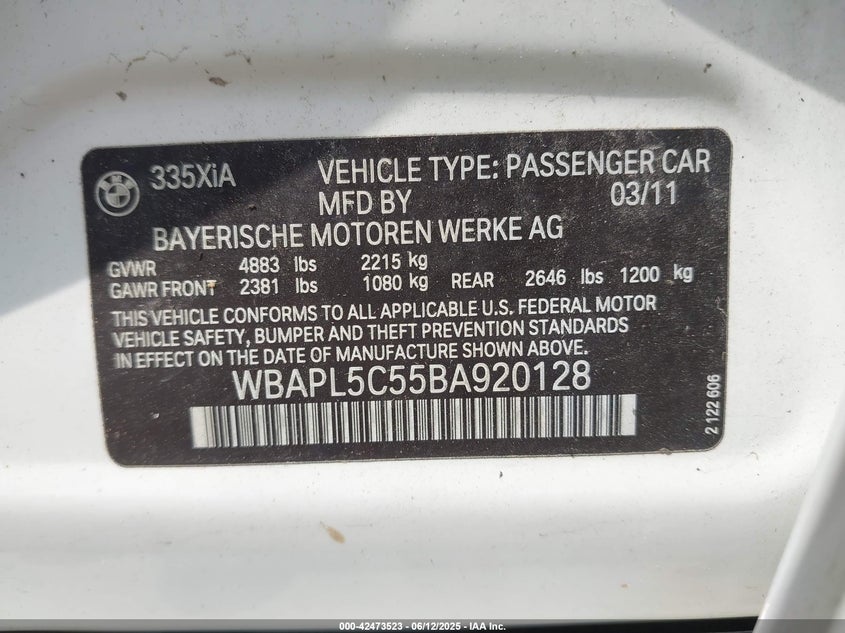 BMW
335XiA VEHICLE TYPE: PASSENGER CAR
MFD BY 03/11
BAYERISCHE MOTOREN WERKE AG
GVWR 4883 lbs 2215 kg
GAWR FRONT 2381 lbs 1080 kg REAR 2646 lbs 1200 kg
THIS VEHICLE CONFORMS TO ALL APPLICABLE U.S. FEDERAL MOTOR
VEHICLE SAFETY, BUMPER AND THEFT PREVENTION STANDARDS
IN EFFECT ON THE DATE OF MANUFACTURE SHOWN ABOVE.
WBAPL5C55BA920128
2 122 606
000-42473523 - 06/12/2025 - IAA Inc.